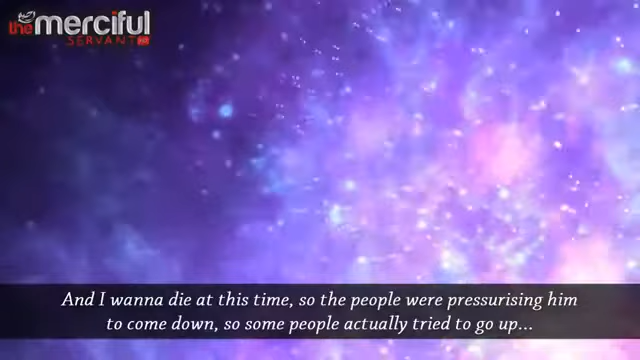 the merciful
SERVANT
And I wanna die at this time, so the people were pressurising him
to come down, so some people actually tried to go up...